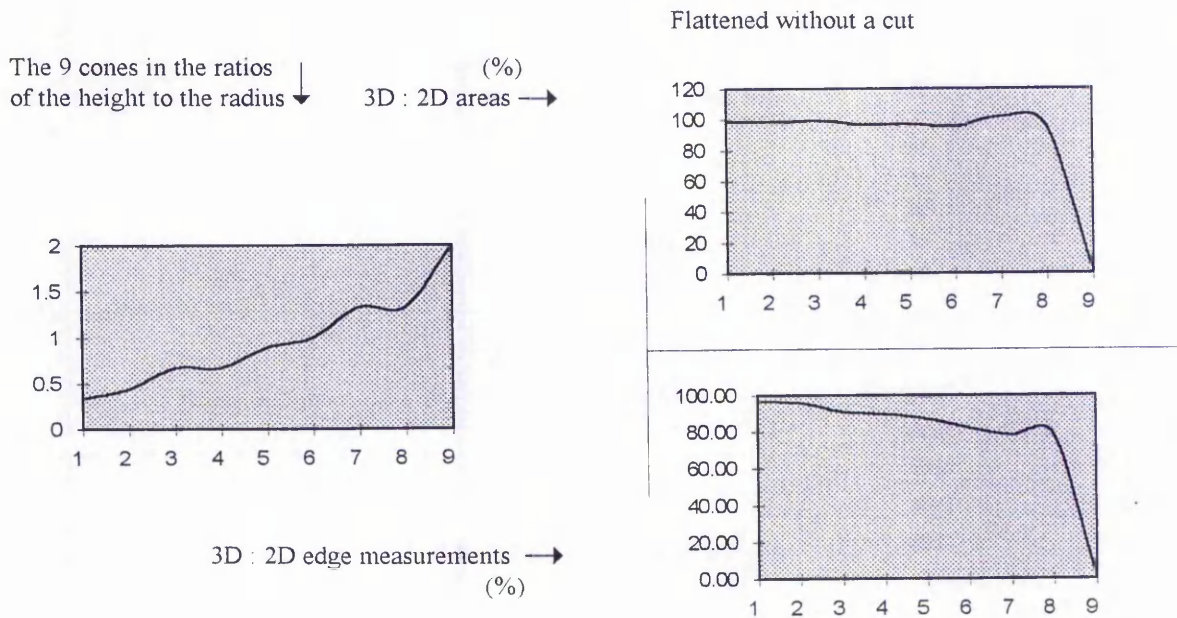 Flattened without a cut
The 9 cones in the ratios
of the height to the radius ↓
(%)
3D : 2D areas →
120
100
80
60
40
20
0
1 2 3 4 5 6 7 8 9
2
1.5
1
0.5
0
1 2 3 4 5 6 7 8 9
100.00
80.00
60.00
40.00
20.00
0.00
1 2 3 4 5 6 7 8 9
3D : 2D edge measurements →
(%)